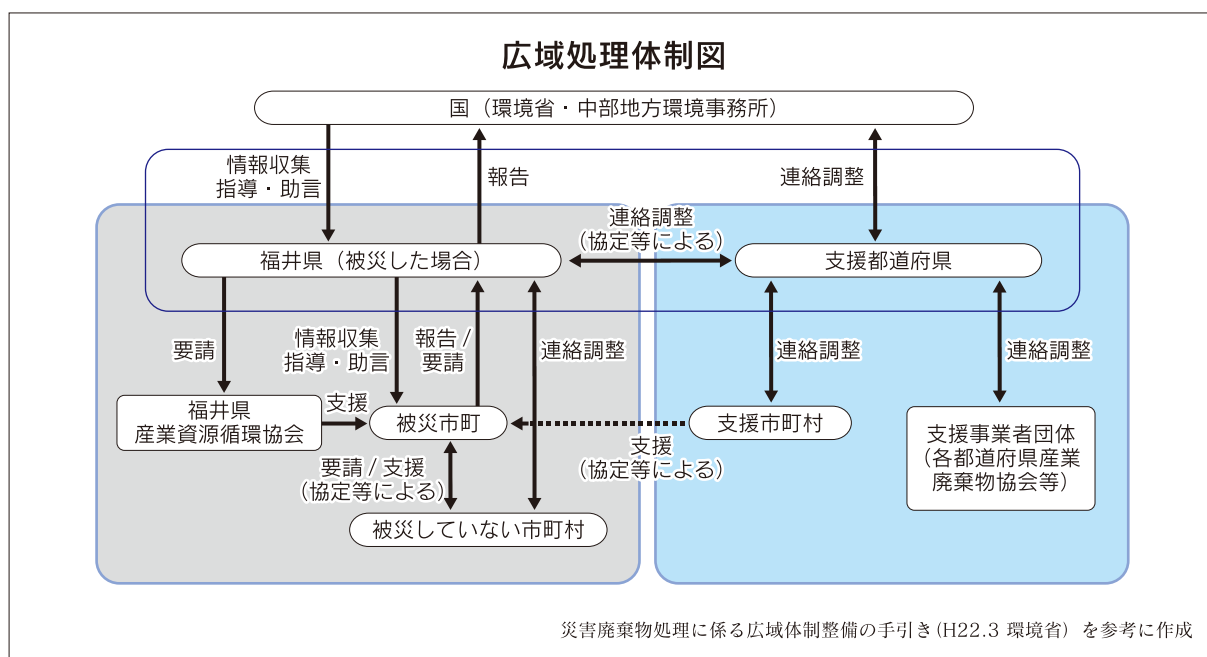 広域処理体制図
国（環境省・中部地方環境事務所）
情報収集
指導・助言
報告
連絡調整
連絡調整
（協定等による）
福井県（被災した場合）
支援都道府県
要請
情報収集
指導・助言
報告 /
要請
連絡調整
連絡調整
連絡調整
福井県
産業資源循環協会
支援
被災市町
支援市町村
支援
（協定等による）
支援事業者団体
（各都道府県産業
廃棄物協会等）
要請 / 支援
（協定等による）
被災していない市町村
災害廃棄物処理に係る広域体制整備の手引き(H22.3 環境省）を参考に作成